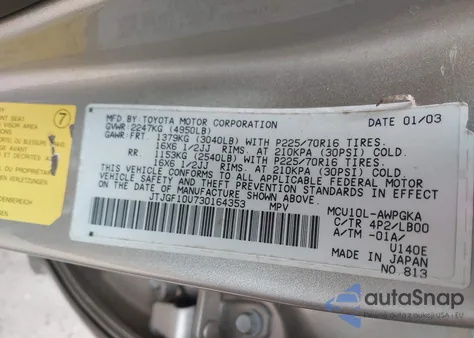 7
NT SEAT
MFD. BY: TOYOTA MOTOR CORPORATION DATE 01/03
GVWR: 2247KG (4950LB)
GAWR: FRT 1379KG (3040LB) WITH P225/70R16 TIRES.
16X6 1/2JJ RIMS. AT 210KPA (30PSI) COLD.
RR. 1153KG (2540LB) WITH P225/70R16 TIRES.
16X6 1/2JJ RIMS. AT 210KPA (30PSI) COLD.
THIS VEHICLE CONFORMS TO ALL APPLICABLE FEDERAL MOTOR
VEHICLE SAFETY AND THEFT PREVENTION STANDARDS IN EFFECT
ON THE DATE OF MANUFACTURE SHOWN ABOVE.
JTJGF10U730164353 MPV
MCU10L-AWPGKA
C/TR 4P2/LB00
A/TM -01A/
U140E
MADE IN JAPAN
NO. 813
autoSnap